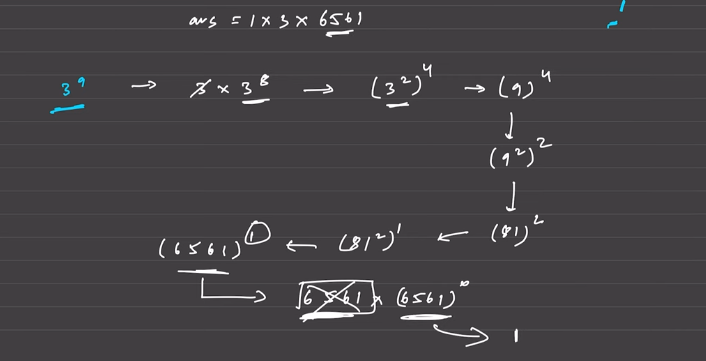 ans = 1 x 3 x 6561
3^9 → 3 x 3^8 → (3^2)^4 → (9)^4
(9^2)^2
(6561)^1 ← (81^2)^1 ← (81)^2
6561 x (6561)^0
1